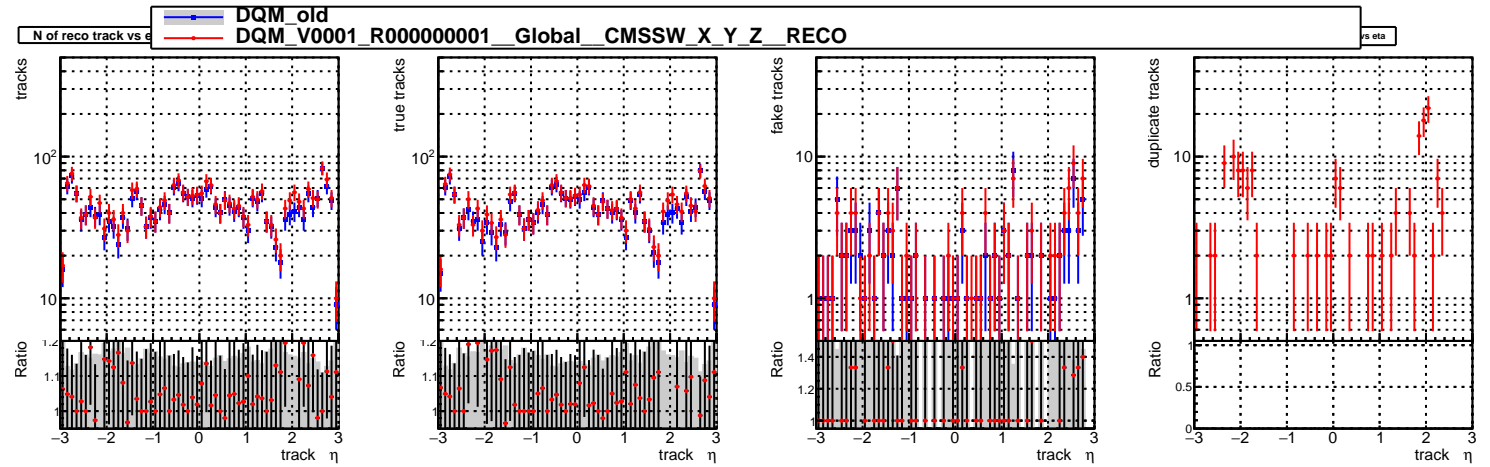 DQM_old
DQM_V0001_R000000001__Global__CMSSW_X_Y_Z__RECO
N of reco track vs
vs eta
tracks
10²
10
Ratio
1.2
1.1
1
−3 −2 −1 0 1 2 3
track η
true tracks
10²
10
Ratio
1.2
1.1
1
−3 −2 −1 0 1 2 3
track η
fake tracks
10
1
Ratio
1.4
1.2
1
−3 −2 −1 0 1 2 3
track η
duplicate tracks
10
1
Ratio
1
0.5
0
−3 −2 −1 0 1 2 3
track η